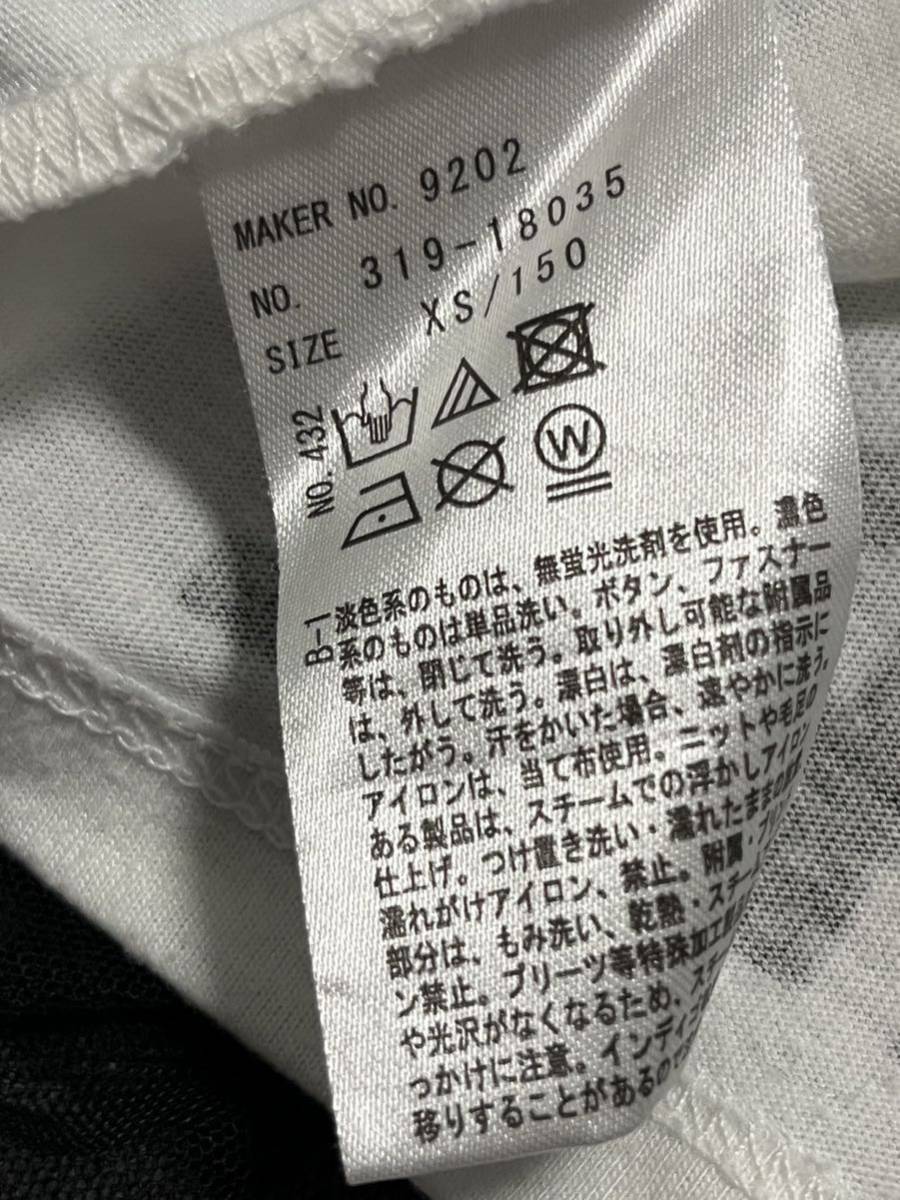 MAKER NO. 9202
NO. 319-18035
SIZE XS/150
NO. 432
W
B-1 淡色系のものは、無蛍光洗剤を使用。濃色
系のものは単品洗い。ボタン、ファスナー
等は、閉じて洗う。取り外し可能な附属品
は、外して洗う。漂白は、漂白剤の指示に
したがう。汗をかいた場合、速やかに洗う。
アイロンは、当て布使用。ニットや毛足の
ある製品は、スチームでの浮かしアイロン
仕上げ。つけ置き洗い・濡れたままの
濡れがけアイロン、禁止。附属・プ
部分は、もみ洗い、乾熱・スチーム
ン禁止。プリーツ等特殊加工
や光沢がなくなるため、スチ
っかけに注意。インディゴ
移りすることがあるので